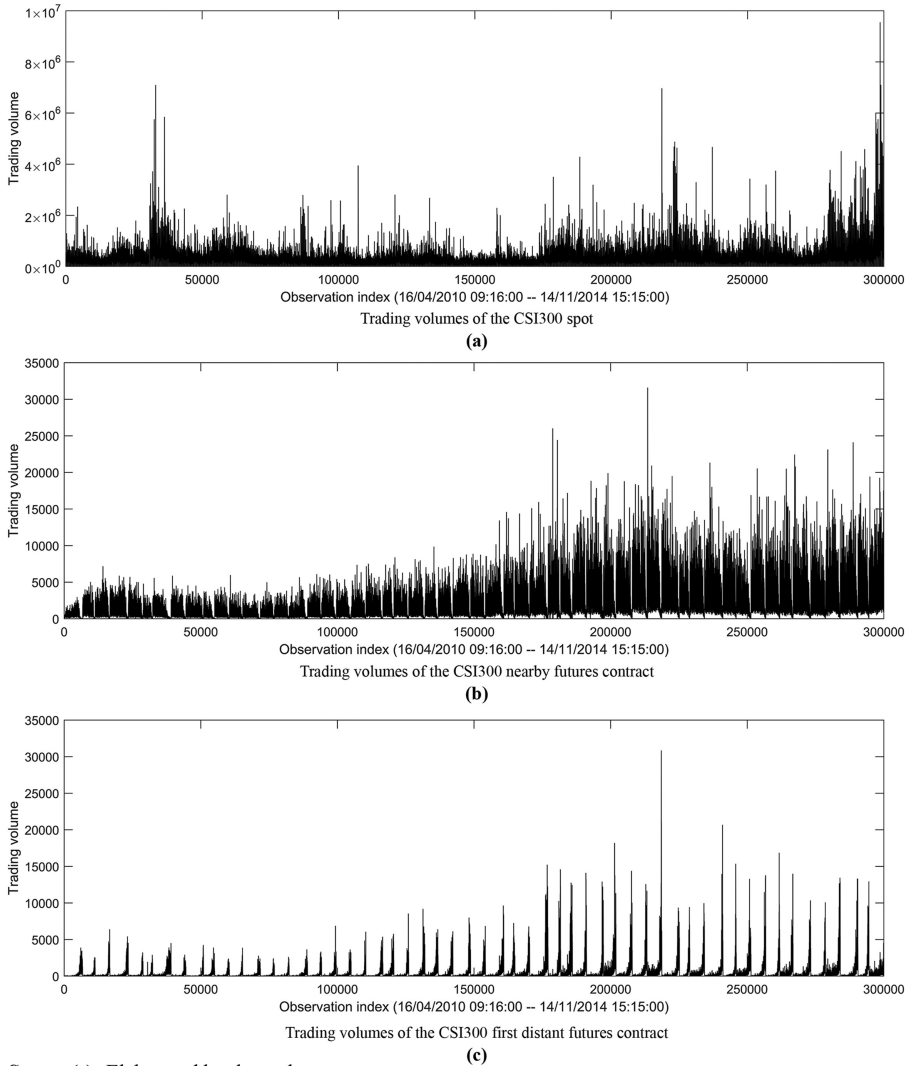 1×10⁷
8×10⁶
6×10⁶
4×10⁶
2×10⁶
0×10⁰
Trading volume
0 50000 100000 150000 200000 250000 300000
Observation index (16/04/2010 09:16:00 -- 14/11/2014 15:15:00)
Trading volumes of the CSI300 spot
(a)
35000
30000
25000
20000
15000
10000
5000
0
Trading volume
0 50000 100000 150000 200000 250000 300000
Observation index (16/04/2010 09:16:00 -- 14/11/2014 15:15:00)
Trading volumes of the CSI300 nearby futures contract
(b)
35000
30000
25000
20000
15000
10000
5000
0
Trading volume
0 50000 100000 150000 200000 250000 300000
Observation index (16/04/2010 09:16:00 -- 14/11/2014 15:15:00)
Trading volumes of the CSI300 first distant futures contract
(c)